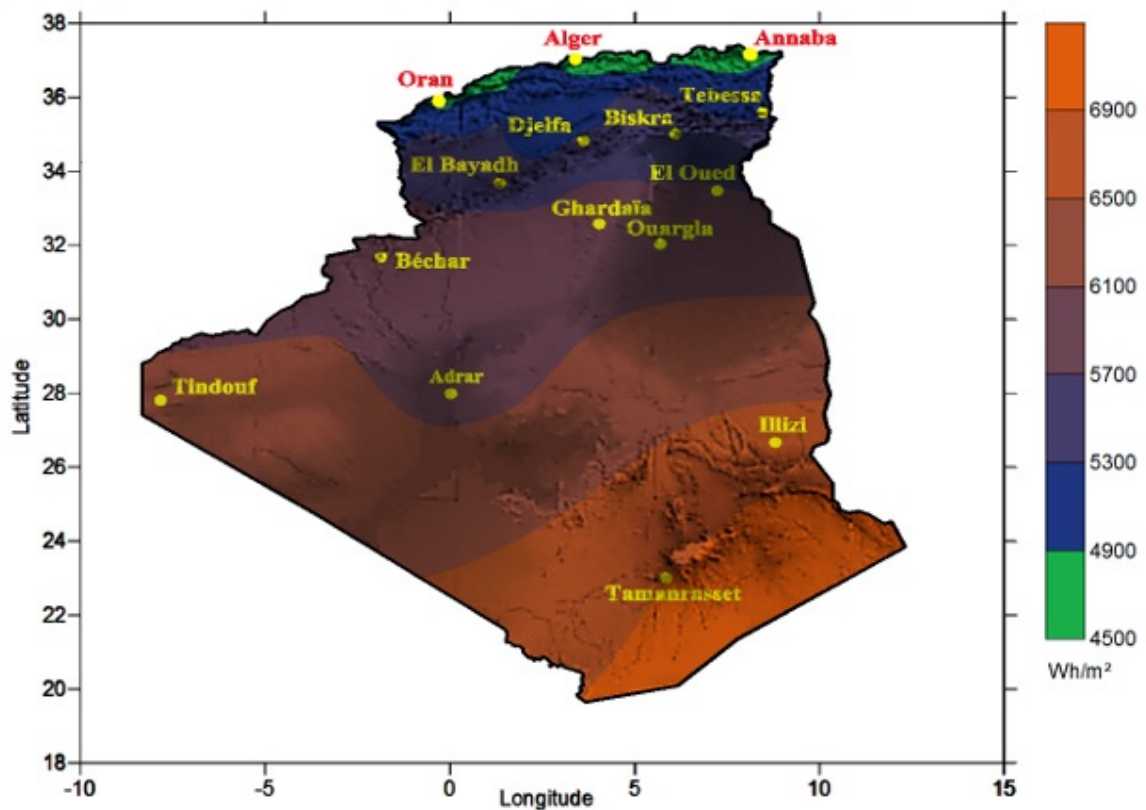 38
36
34
32
30
28
26
24
22
20
18
Latitude
-10
-5
0
5
10
15
Longitude
Alger
Annaba
Oran
Tebessa
Biskra
Djelfa
El Bayadh
El Oued
Ghardaïa
Ouargla
Béchar
Adrar
Tindouf
Illizi
Tamanrasset
6900
6500
6100
5700
5300
4900
4500
Wh/m²